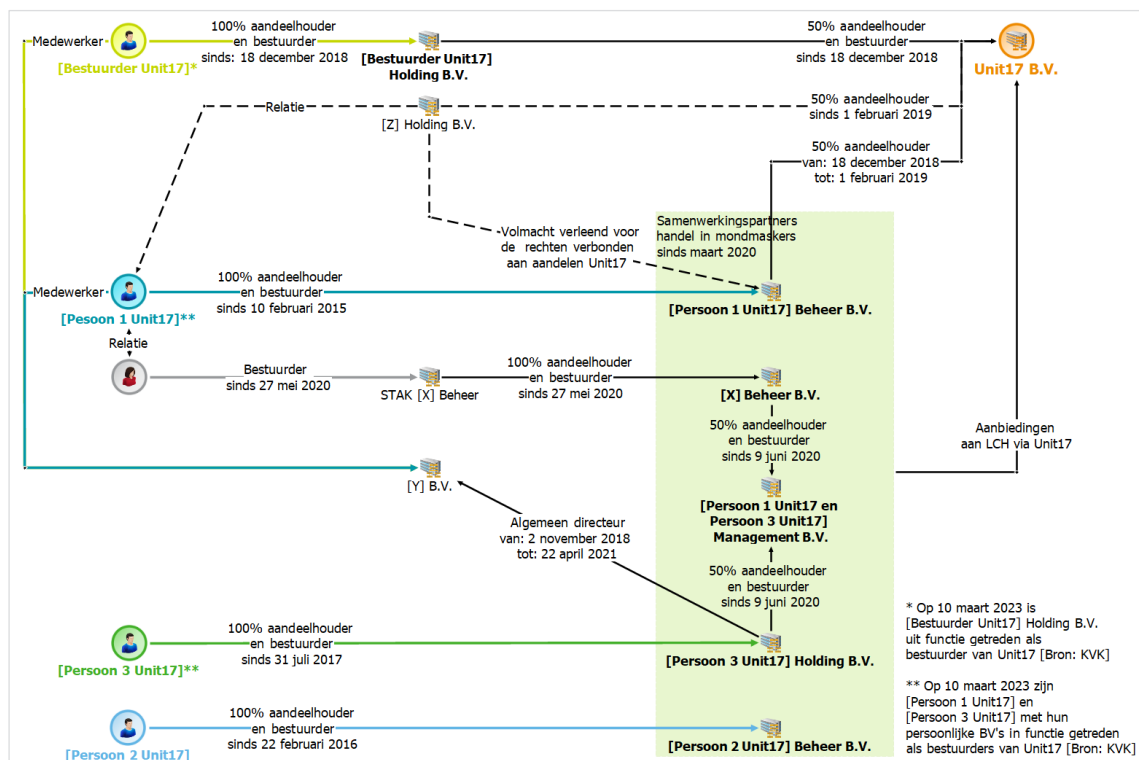 Medewerker
[Bestuurder Unit17]*
100% aandeelhouder
en bestuurder
sinds: 18 december 2018
[Bestuurder Unit17]
Holding B.V.
50% aandeelhouder
en bestuurder
sinds 18 december 2018
Unit17 B.V.
Relatie
[Z] Holding B.V.
50% aandeelhouder
sinds 1 februari 2019
50% aandeelhouder
van: 18 december 2018
tot: 1 februari 2019
Volmacht verleend voor
de rechten verbonden
aan aandelen Unit17
Samenwerkingspartners
handel in mondmaskers
sinds maart 2020
Medewerker
[Pesoon 1 Unit17]**
100% aandeelhouder
en bestuurder
sinds 10 februari 2015
[Persoon 1 Unit17] Beheer B.V.
Relatie
Bestuurder
sinds 27 mei 2020
STAK [X] Beheer
100% aandeelhouder
en bestuurder
sinds 27 mei 2020
[X] Beheer B.V.
50% aandeelhouder
en bestuurder
sinds 9 juni 2020
Aanbiedingen
aan LCH via Unit17
[Y] B.V.
[Persoon 1 Unit17 en
Persoon 3 Unit17]
Management B.V.
Algemeen directeur
van: 2 november 2018
tot: 22 april 2021
50% aandeelhouder
en bestuurder
sinds 9 juni 2020
[Persoon 3 Unit17]**
100% aandeelhouder
en bestuurder
sinds 31 juli 2017
[Persoon 3 Unit17] Holding B.V.
* Op 10 maart 2023 is
[Bestuurder Unit17] Holding B.V.
uit functie getreden als
bestuurder van Unit17 [Bron: KVK]
** Op 10 maart 2023 zijn
[Persoon 1 Unit17] en
[Persoon 3 Unit17] met hun
persoonlijke BV's in functie getreden
als bestuurders van Unit17 [Bron: KVK]
[Persoon 2 Unit17]
100% aandeelhouder
en bestuurder
sinds 22 februari 2016
[Persoon 2 Unit17] Beheer B.V.